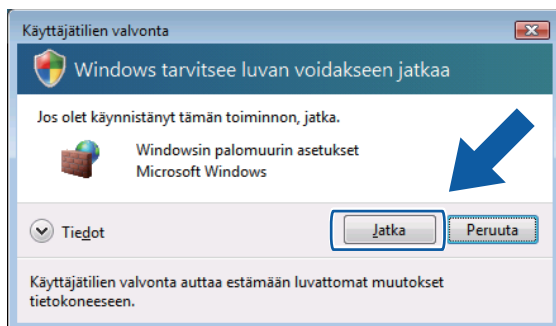 Käyttäjätilien valvonta
Windows tarvitsee luvan voidakseen jatkaa
Jos olet käynnistänyt tämän toiminnon, jatka.
Windowsin palomuurin asetukset
Microsoft Windows
Tiedot
Jatka
Peruuta
Käyttäjätilien valvonta auttaa estämään luvattomat muutokset
tietokoneeseen.